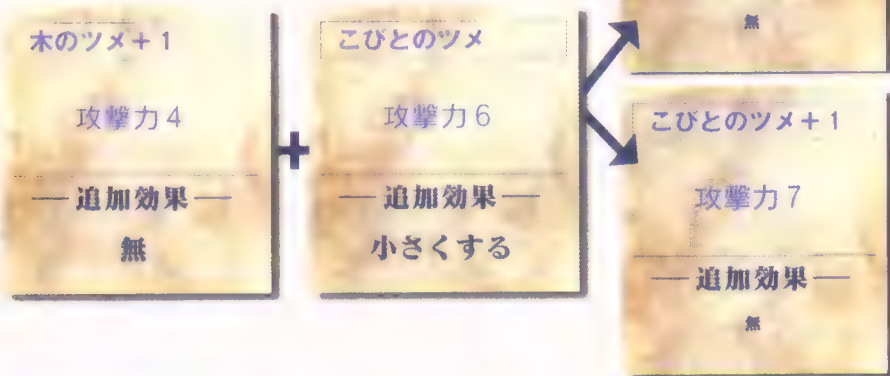 木のツメ+1
攻撃力4
追加効果
無
+
こびとのツメ
攻撃力6
追加効果
小さくする
無
こびとのツメ+1
攻撃力7
追加効果
無